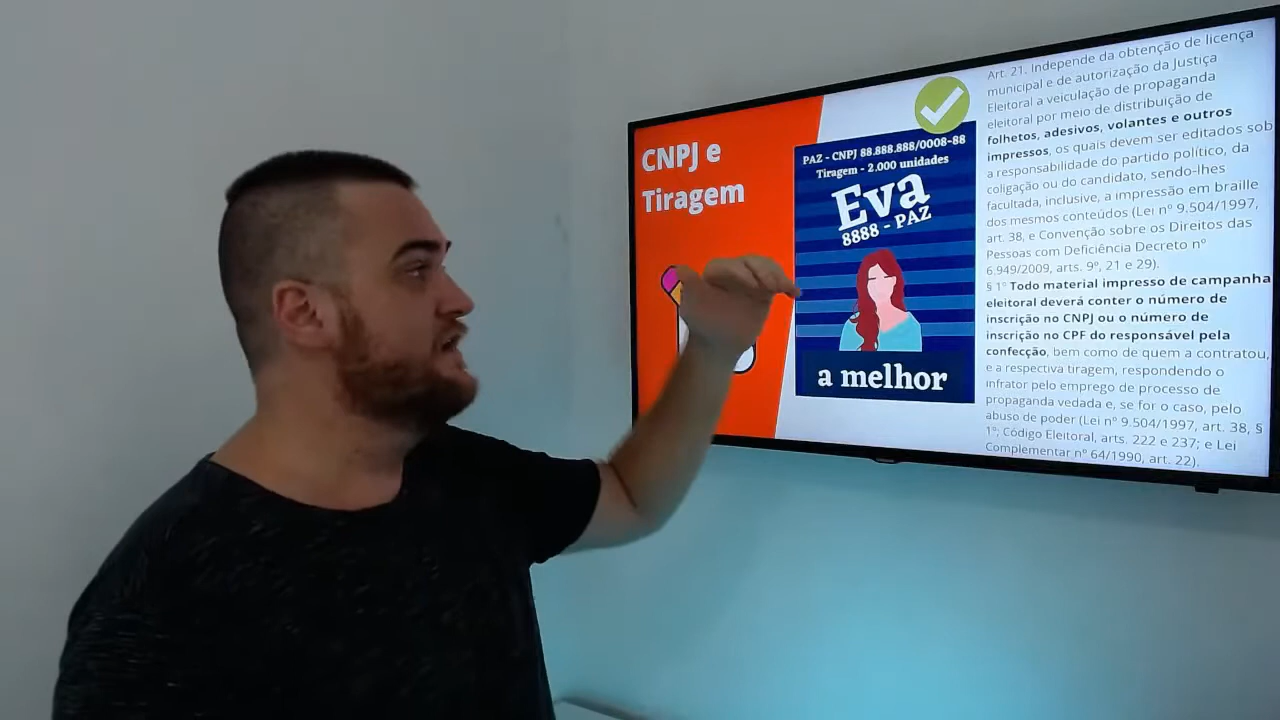 CNPJ e
Tiragem
PAZ - CNPJ 88.888.888/0008-88
Tiragem - 2.000 unidades
Eva
8888 - PAZ
a melhor
Art. 21. Independe da obtenção de licença
municipal e de autorização da Justiça
Eleitoral a veiculação de propaganda
eleitoral por meio de distribuição de
folhetos, adesivos, volantes e outros
impressos, os quais devem ser editados sob
a responsabilidade do partido político, da
coligação ou do candidato, sendo-lhes
facultada, inclusive, a impressão em braille
dos mesmos conteúdos (Lei nº 9.504/1997,
art. 38, e Convenção sobre os Direitos das
Pessoas com Deficiência Decreto nº
6.949/2009, arts. 9º, 21 e 29).
§ 1º Todo material impresso de campanha
eleitoral deverá conter o número de
inscrição no CNPJ ou o número de
inscrição no CPF do responsável pela
confecção, bem como de quem a contratou,
e a respectiva tiragem, respondendo o
infrator pelo emprego de processo de
propaganda vedada e, se for o caso, pelo
abuso de poder (Lei nº 9.504/1997, art. 38, §
1º; Código Eleitoral, arts. 222 e 237; e Lei
Complementar nº 64/1990, art. 22).